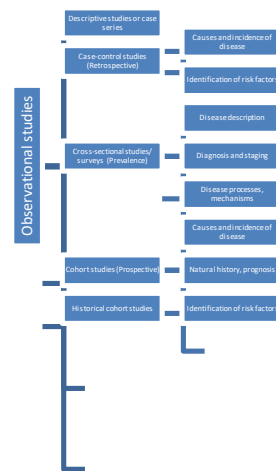 Observational studies
Descriptive studies or case
series
Case-control studies
(Retrospective)
Causes and incidence of
disease
Identification of risk factors
Cross-sectional studies/
surveys (Prevalence)
Disease description
Diagnosis and staging
Disease processes,
mechanisms
Cohort studies (Prospective)
Causes and incidence of
disease
Natural history, prognosis
Historical cohort studies
Identification of risk factors